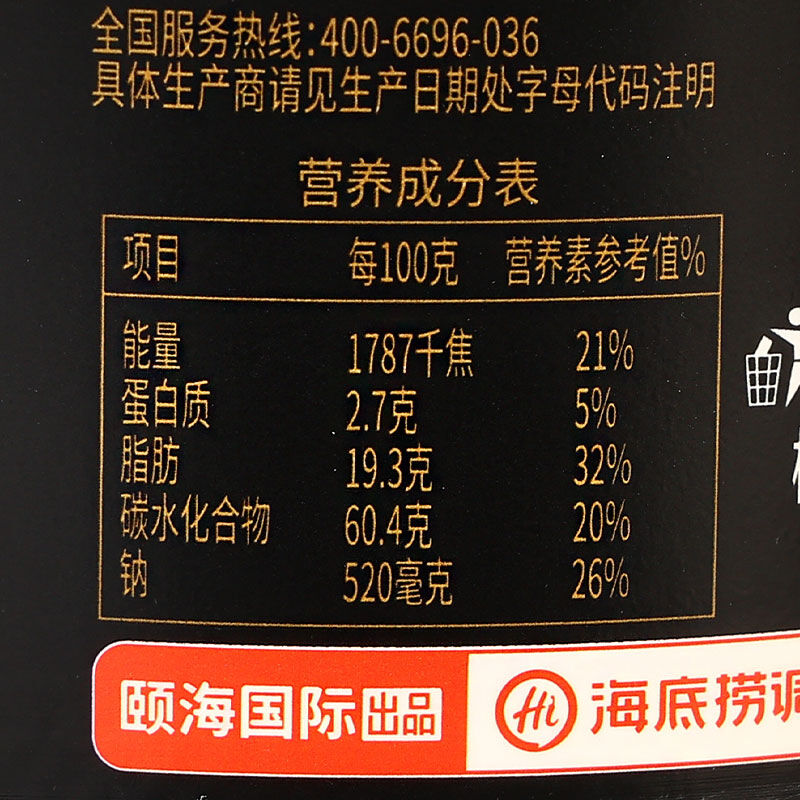 全国服务热线:400-6696-036
具体生产商请见生产日期处字母代码注明
营养成分表
项目 每100克 营养素参考值%
能量 1787千焦 21%
蛋白质 2.7克 5%
脂肪 19.3克 32%
碳水化合物 60.4克 20%
钠 520毫克 26%
颐海国际出品 Hi 海底捞调